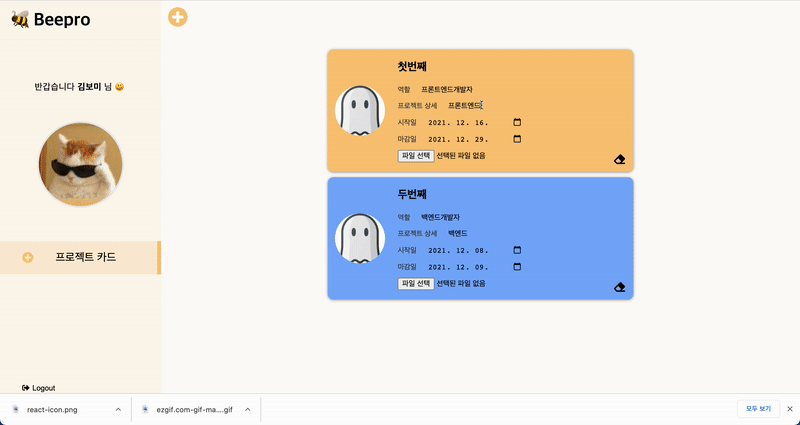 Beepro
반갑습니다 김보미 님
프로젝트 카드
Logout
첫번째
역할 프론트엔드개발자
프로젝트 상세 프론트엔드
시작일 2021. 12. 16.
마감일 2021. 12. 29.
파일 선택 선택된 파일 없음
두번째
역할 백엔드개발자
프로젝트 상세 백엔드
시작일 2021. 12. 08.
마감일 2021. 12. 09.
파일 선택 선택된 파일 없음
react-icon.png
ezgif.com-gif-ma....gif
모두 보기